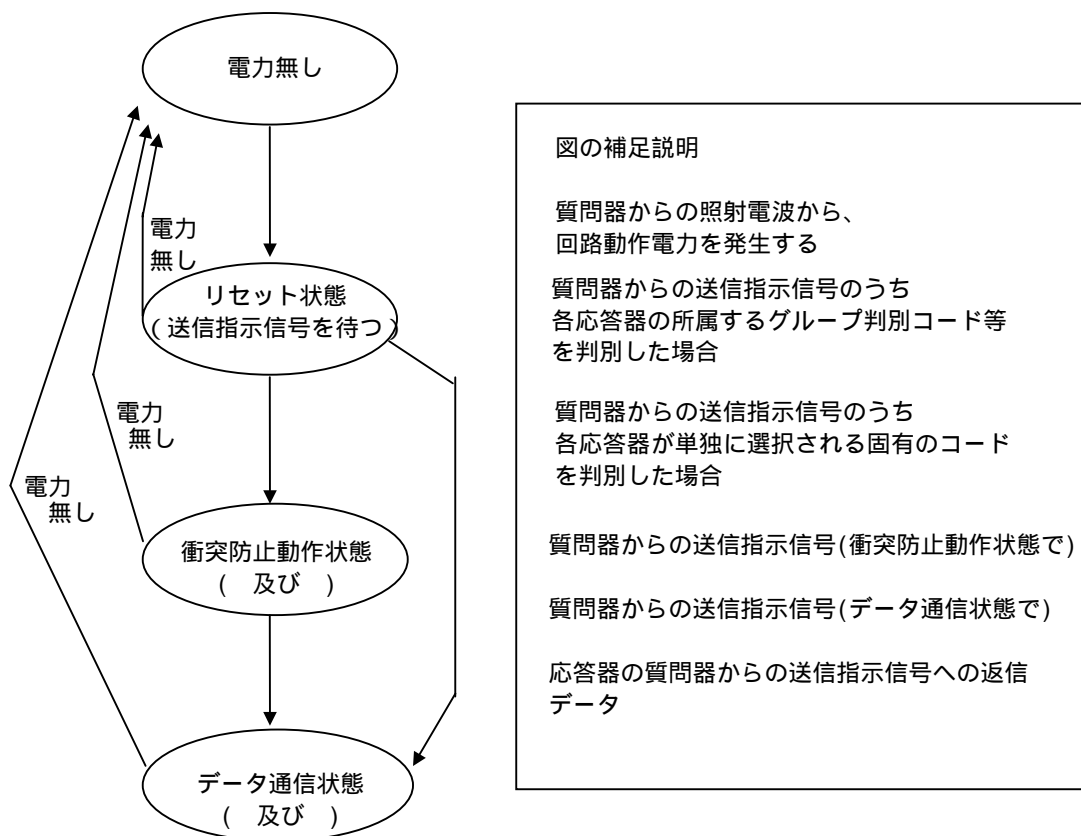 電力無し
電力
無し
リセット状態
(送信指示信号を待つ)
電力
無し
電力
無し
衝突防止動作状態
( 及び )
データ通信状態
( 及び )
図の補足説明
質問器からの照射電波から、
回路動作電力を発生する
質問器からの送信指示信号のうち
各応答器の所属するグループ判別コード等
を判別した場合
質問器からの送信指示信号のうち
各応答器が単独に選択される固有のコード
を判別した場合
質問器からの送信指示信号(衝突防止動作状態で)
質問器からの送信指示信号(データ通信状態で)
応答器の質問器からの送信指示信号への返信
データ